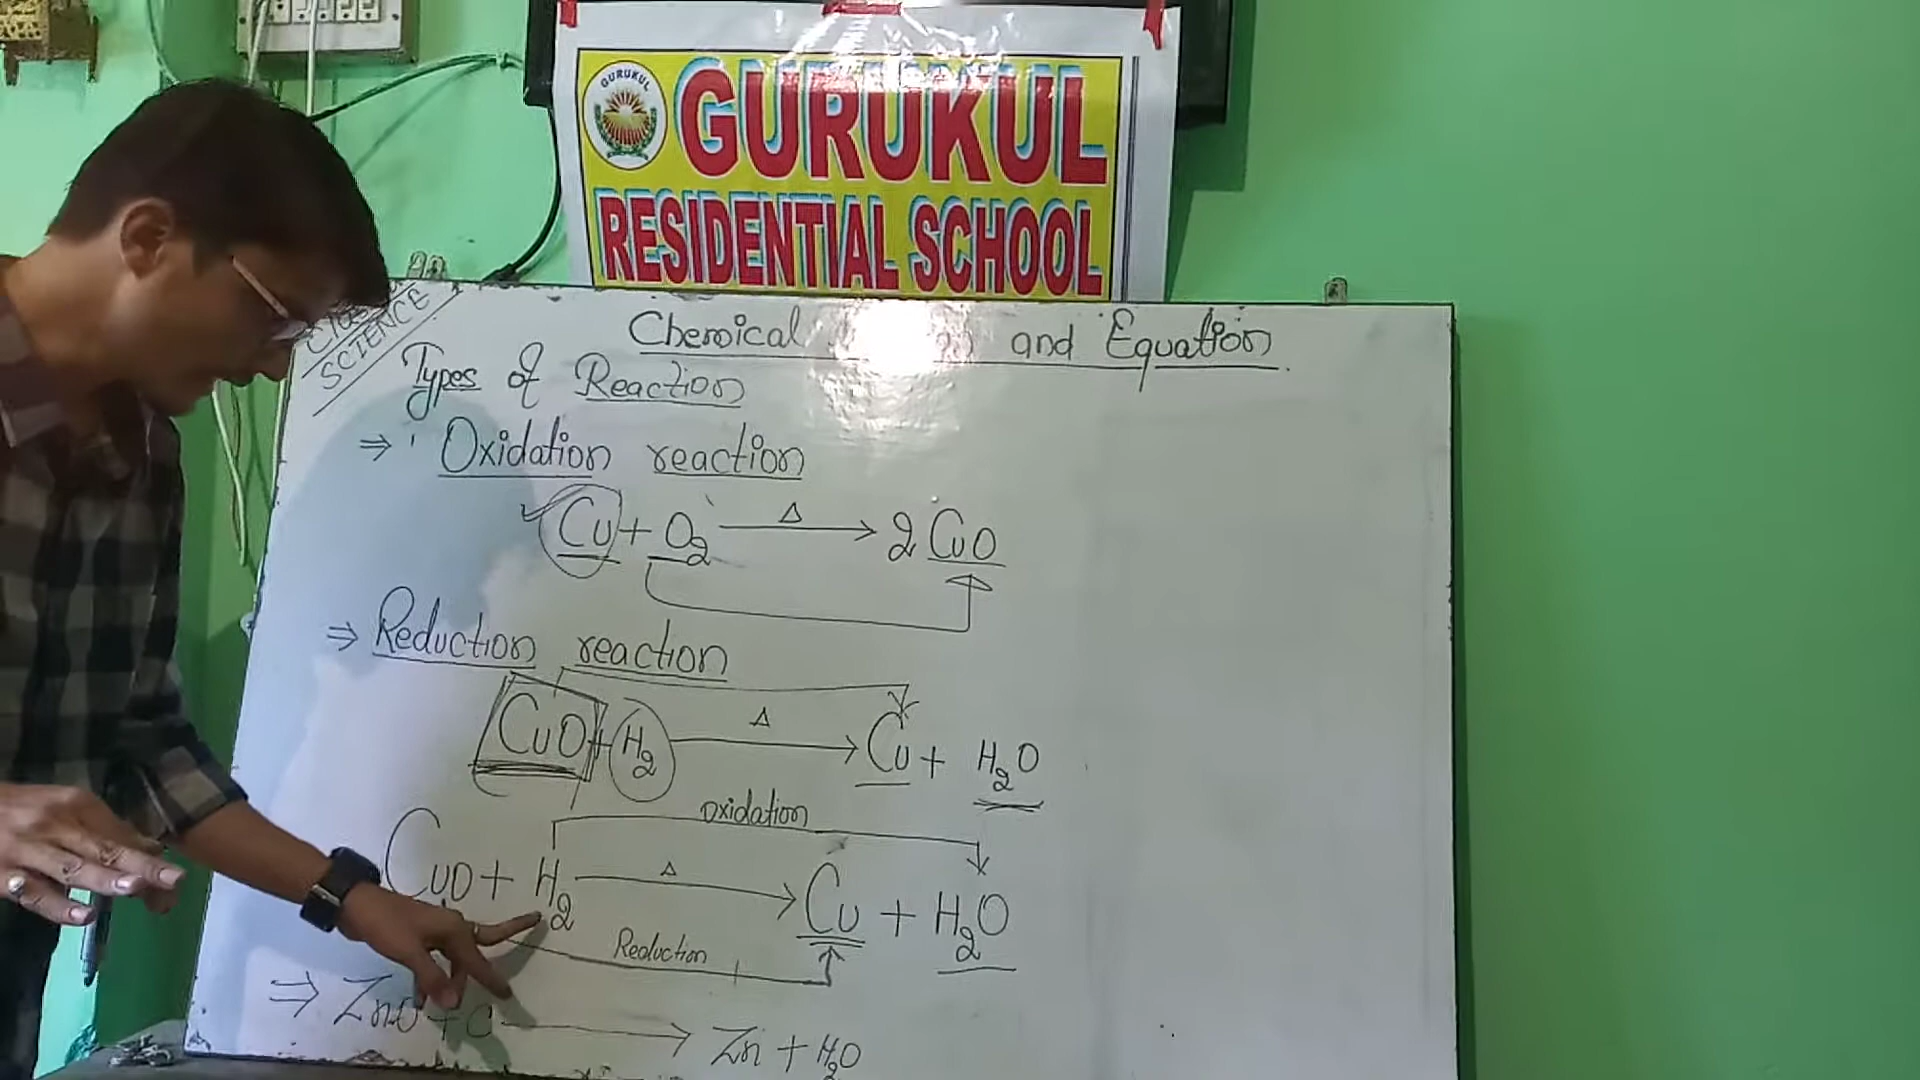 GURUKUL
GURUKUL
RESIDENTIAL SCHOOL
SCIENCE
Chemical and Equation
Types of Reaction
⇒ Oxidation reaction
Cu + O₂ —Δ→ 2 CuO
⇒ Reduction reaction
CuO + H₂ —Δ→ Cu + H₂O
oxidation
CuO + H₂ —Δ→ Cu + H₂O
Reduction
⇒ ZnO + C → Zn + H₂O